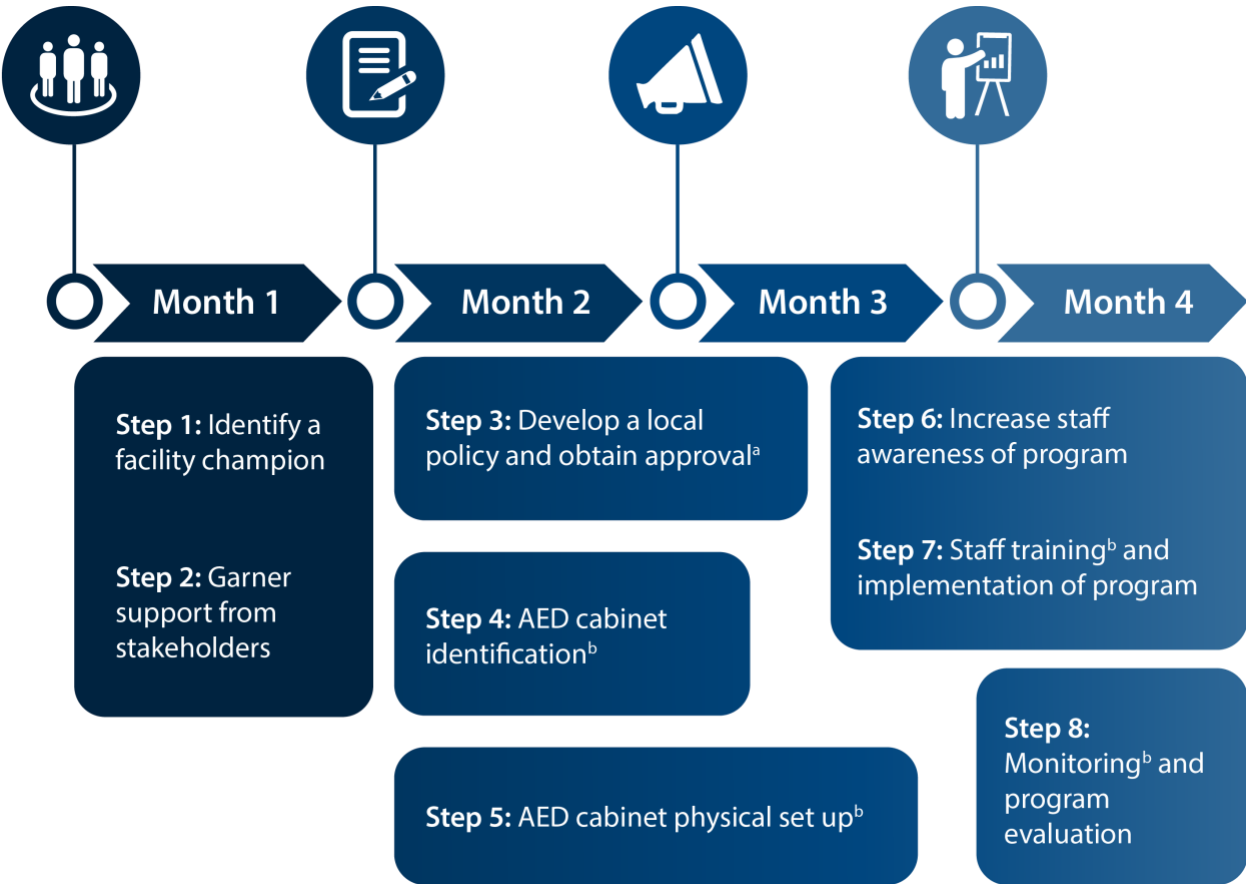 Month 1
Month 2
Month 3
Month 4
Step 1: Identify a
facility champion
Step 2: Garner
support from
stakeholders
Step 3: Develop a local
policy and obtain approvalᵃ
Step 4: AED cabinet
identificationᵇ
Step 5: AED cabinet physical set upᵇ
Step 6: Increase staff
awareness of program
Step 7: Staff trainingᵇ and
implementation of program
Step 8:
Monitoringᵇ and
program
evaluation